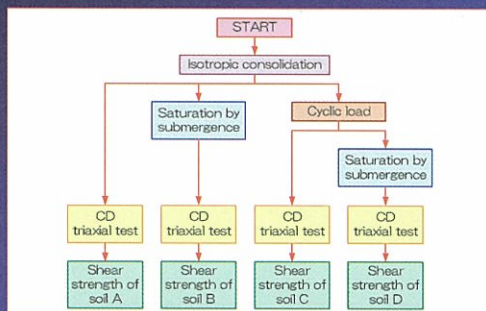 START
Isotropic consolidation
Saturation by
submergence
Cyclic load
Saturation by
submergence
CD
triaxial test
CD
triaxial test
CD
triaxial test
CD
triaxial test
Shear
strength of
soil A
Shear
strength of
soil B
Shear
strength of
soil C
Shear
strength of
soil D